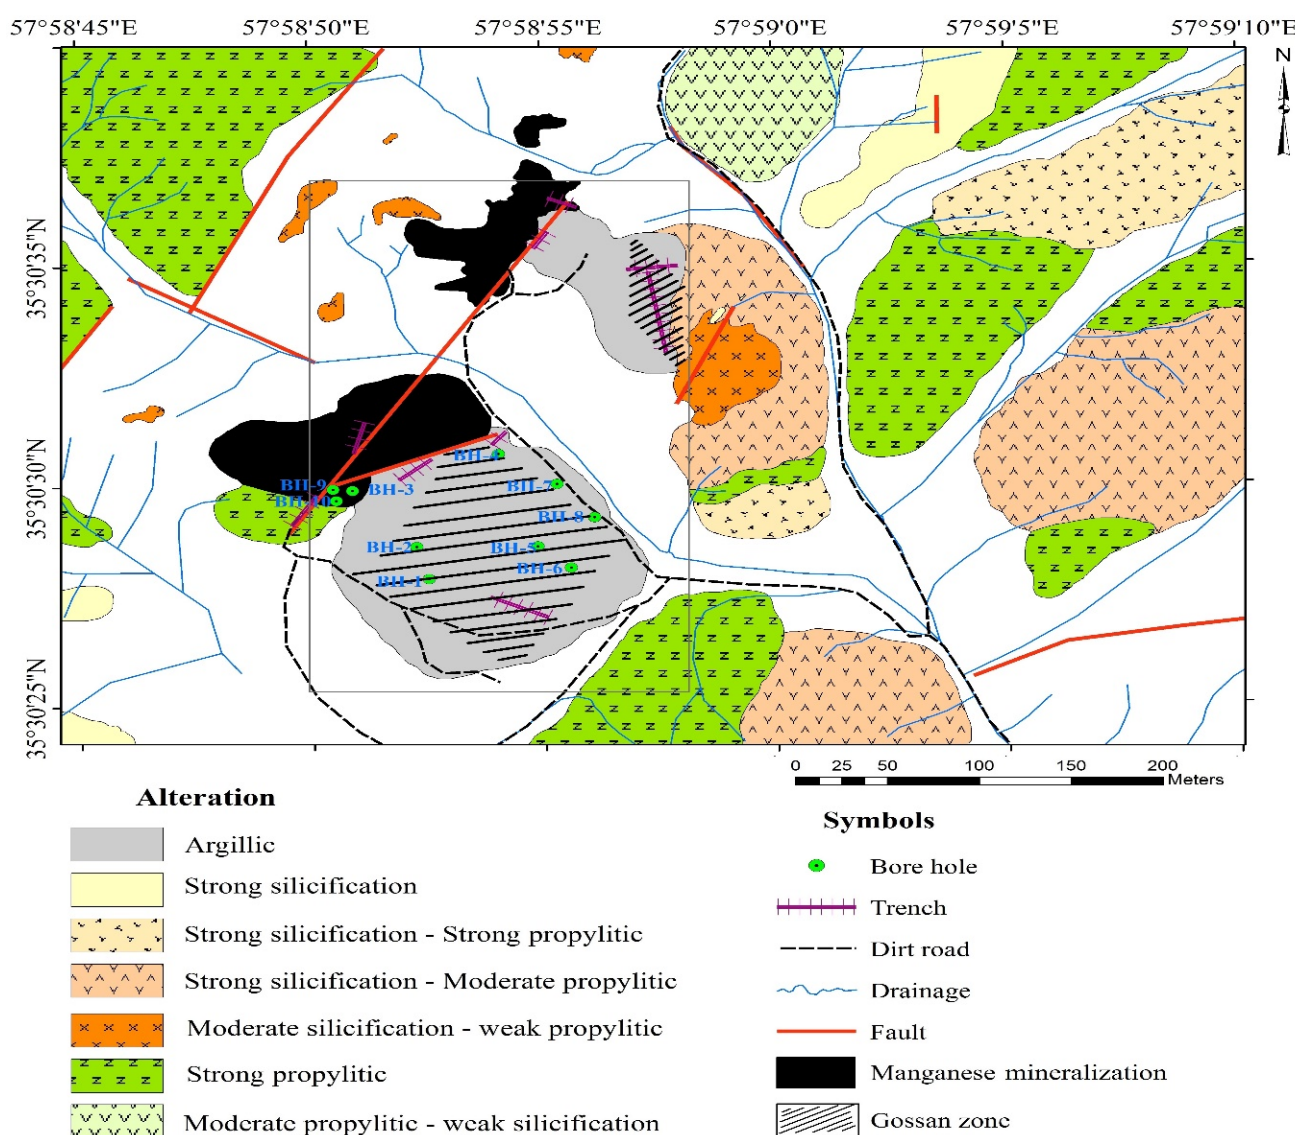 57°58'45"E 57°58'50"E 57°58'55"E 57°59'0"E 57°59'5"E 57°59'10"E
N
35°30'35"N
35°30'30"N
35°30'25"N
BH-4
BH-9 BH-3 BH-7
BH-10
BH-8
BH-2 BH-5
BH-1 BH-6
0 25 50 100 150 200
Meters
Alteration
Argillic
Strong silicification
Strong silicification - Strong propylitic
Strong silicification - Moderate propylitic
Moderate silicification - weak propylitic
Strong propylitic
Moderate propylitic - weak silicification
Symbols
Bore hole
Trench
Dirt road
Drainage
Fault
Manganese mineralization
Gossan zone